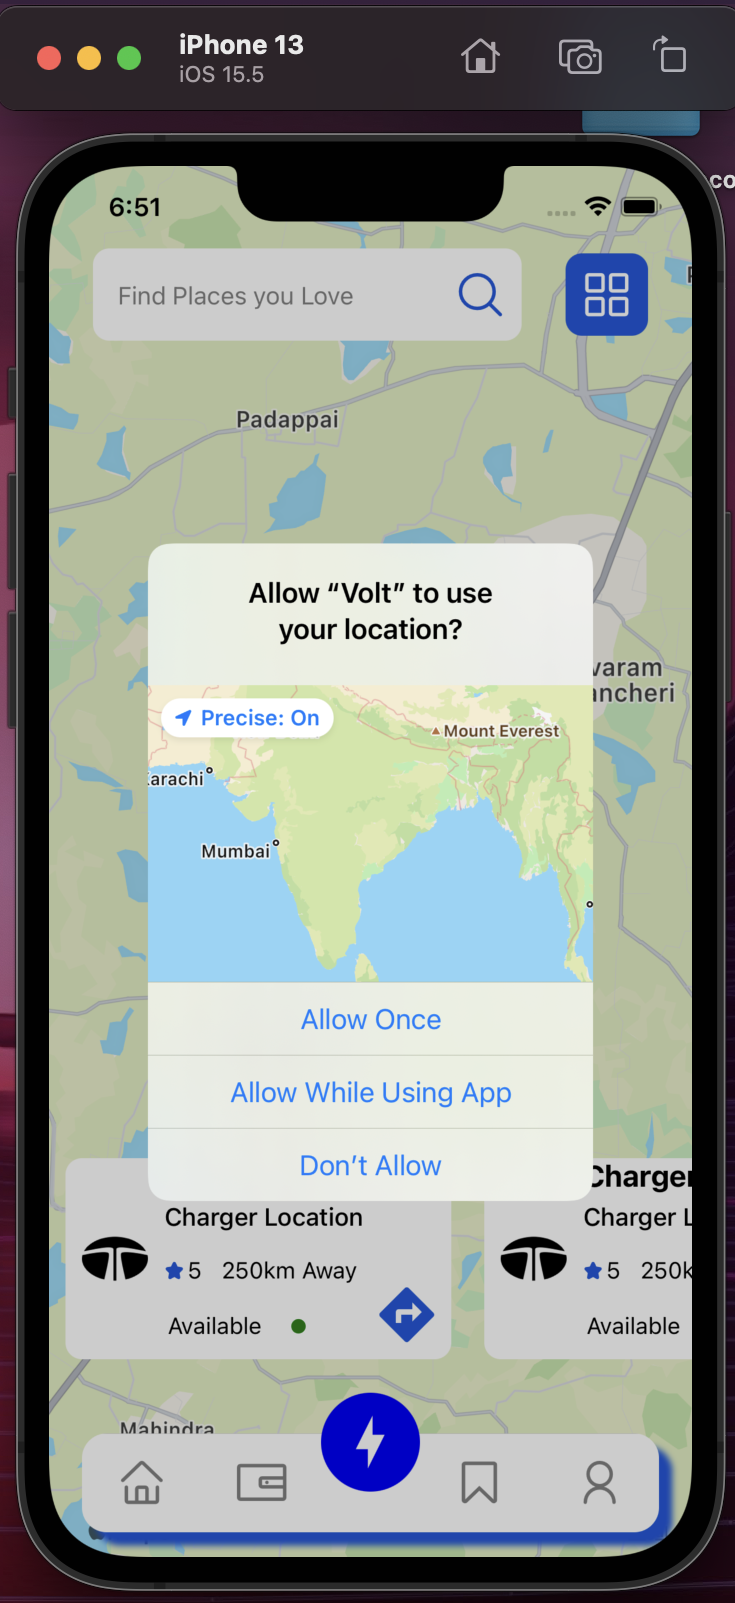 iPhone 13
iOS 15.5
co
6:51
Find Places you Love
Padappai
Allow “Volt” to use
your location?
varam
ancheri
Precise: On
Mount Everest
arachi
Mumbai
Allow Once
Allow While Using App
Don’t Allow
Charger
Charger Location
Charger L
5 250km Away
5 250k
Available
Available
Mahindra